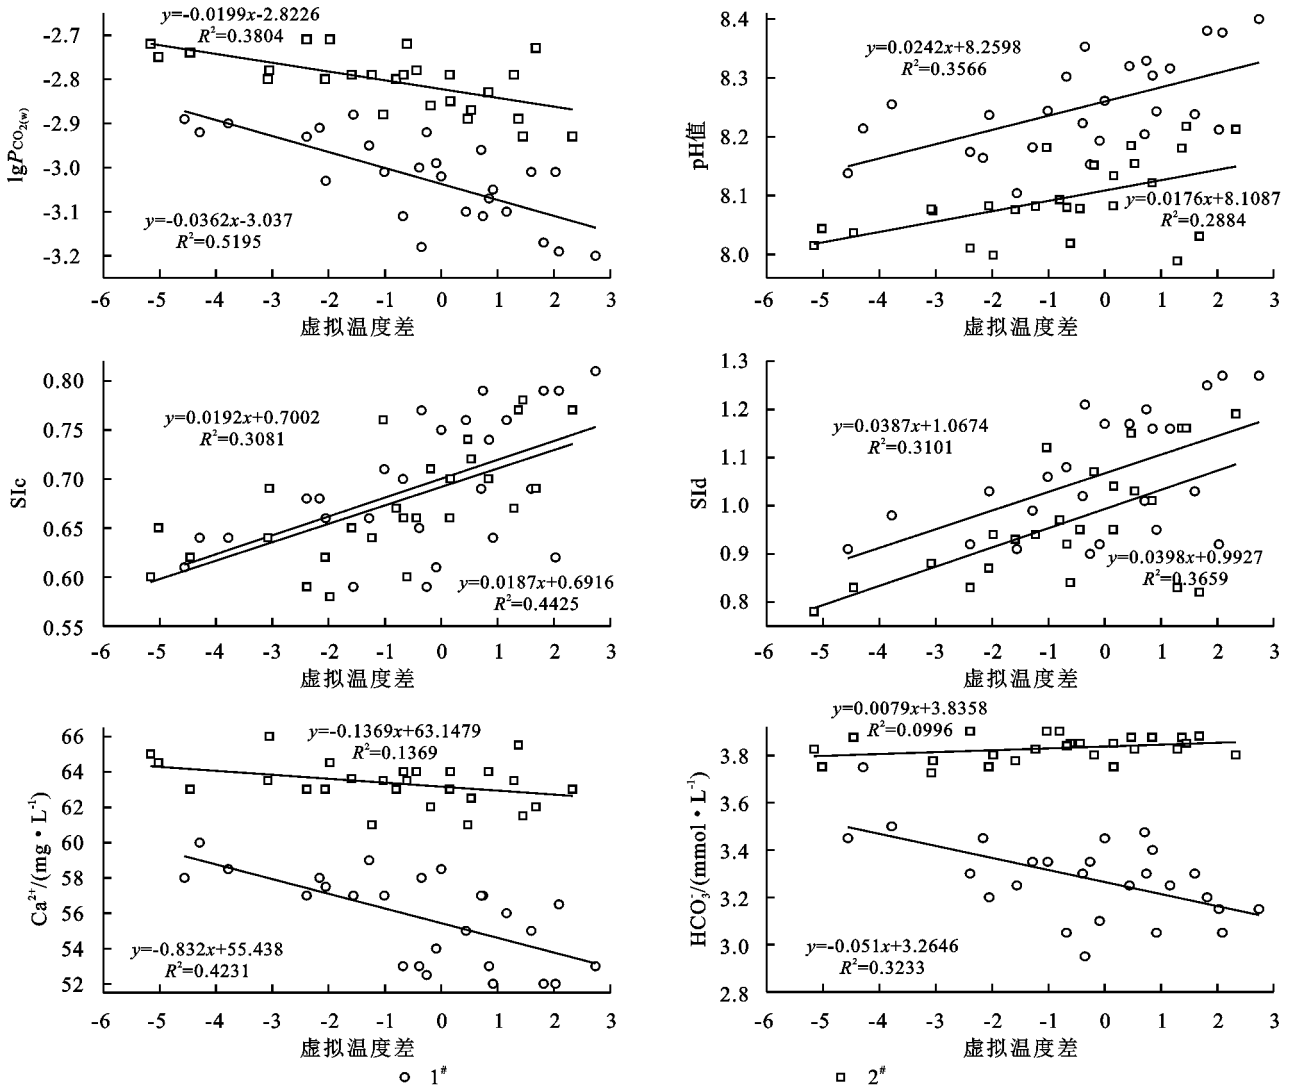 y=-0.0199x-2.8226
R²=0.3804
-2.7
-2.8
-2.9
-3.0
-3.1
-3.2
lgPCO2(w)
y=-0.0362x-3.037
R²=0.5195
-6 -5 -4 -3 -2 -1 0 1 2 3
虚拟温度差
8.4
8.3
8.2
8.1
8.0
pH值
y=0.0242x+8.2598
R²=0.3566
y=0.0176x+8.1087
R²=0.2884
-6 -5 -4 -3 -2 -1 0 1 2 3
虚拟温度差
0.80
0.75
0.70
0.65
0.60
0.55
SIc
y=0.0192x+0.7002
R²=0.3081
y=0.0187x+0.6916
R²=0.4425
-6 -5 -4 -3 -2 -1 0 1 2 3
虚拟温度差
1.3
1.2
1.1
1.0
0.9
0.8
SId
y=0.0387x+1.0674
R²=0.3101
y=0.0398x+0.9927
R²=0.3659
-6 -5 -4 -3 -2 -1 0 1 2 3
虚拟温度差
66
64
62
60
58
56
54
52
Ca²⁺/(mg·L⁻¹)
y=-0.1369x+63.1479
R²=0.1369
y=-0.832x+55.438
R²=0.4231
-6 -5 -4 -3 -2 -1 0 1 2 3
虚拟温度差
3.8
3.6
3.4
3.2
3.0
2.8
HCO₃⁻/(mmol·L⁻¹)
y=0.0079x+3.8358
R²=0.0996
y=-0.051x+3.2646
R²=0.3233
-6 -5 -4 -3 -2 -1 0 1 2 3
虚拟温度差
1#
2#